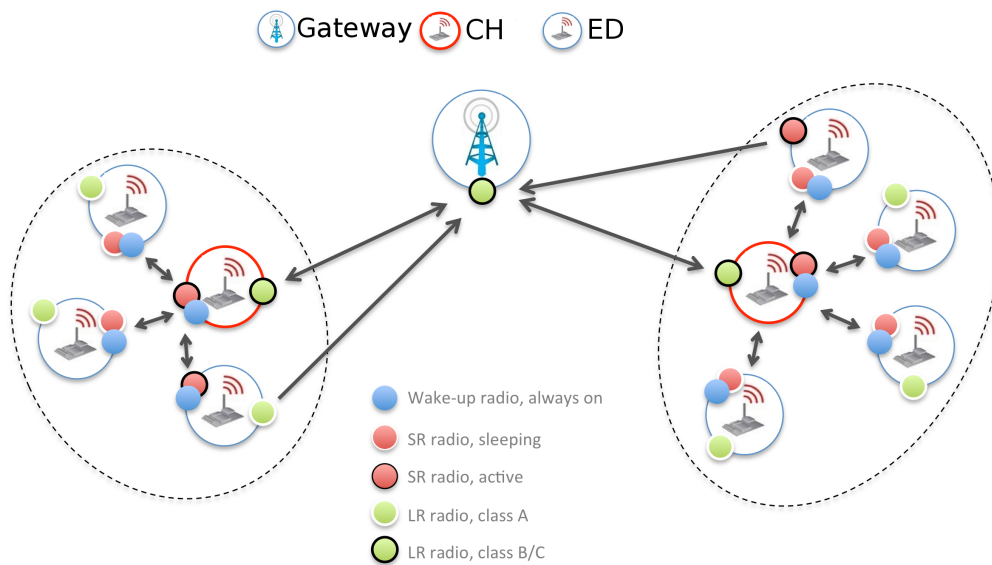 Gateway CH ED
Wake-up radio, always on
SR radio, sleeping
SR radio, active
LR radio, class A
LR radio, class B/C